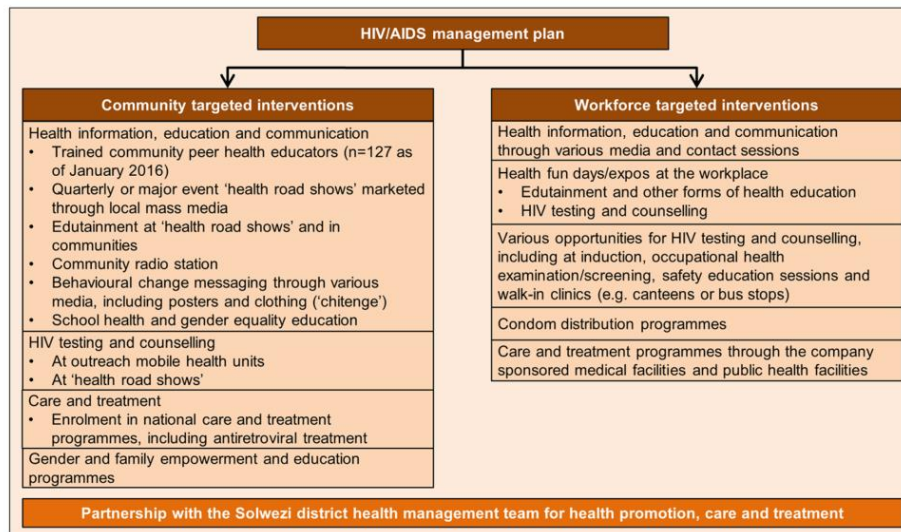 HIV/AIDS management plan
Community targeted interventions
Health information, education and communication
• Trained community peer health educators (n=127 as
of January 2016)
• Quarterly or major event ‘health road shows’ marketed
through local mass media
• Edutainment at ‘health road shows’ and in
communities
• Community radio station
• Behavioural change messaging through various
media, including posters and clothing (‘chitenge’)
• School health and gender equality education
HIV testing and counselling
• At outreach mobile health units
• At ‘health road shows’
Care and treatment
• Enrolment in national care and treatment
programmes, including antiretroviral treatment
Gender and family empowerment and education
programmes
Workforce targeted interventions
Health information, education and communication
through various media and contact sessions
Health fun days/expos at the workplace
• Edutainment and other forms of health education
• HIV testing and counselling
Various opportunities for HIV testing and counselling,
including at induction, occupational health
examination/screening, safety education sessions and
walk-in clinics (e.g. canteens or bus stops)
Condom distribution programmes
Care and treatment programmes through the company
sponsored medical facilities and public health facilities
Partnership with the Solwezi district health management team for health promotion, care and treatment